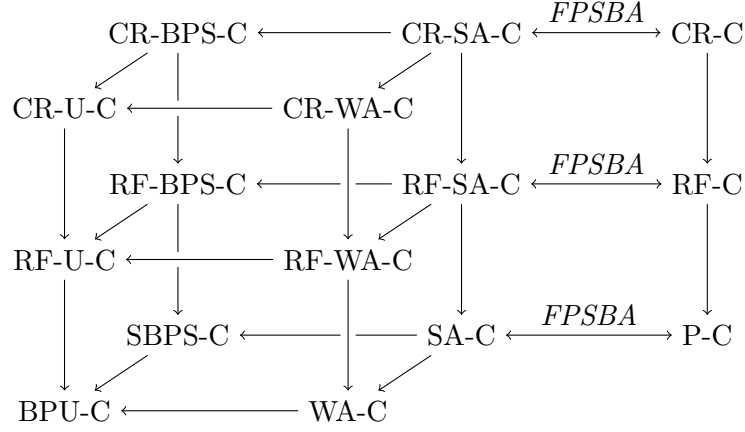 FPSBA
CR-BPS-C CR-SA-C CR-C
CR-U-C CR-WA-C
FPSBA
RF-BPS-C RF-SA-C RF-C
RF-U-C RF-WA-C
FPSBA
SBPS-C SA-C P-C
BPU-C WA-C